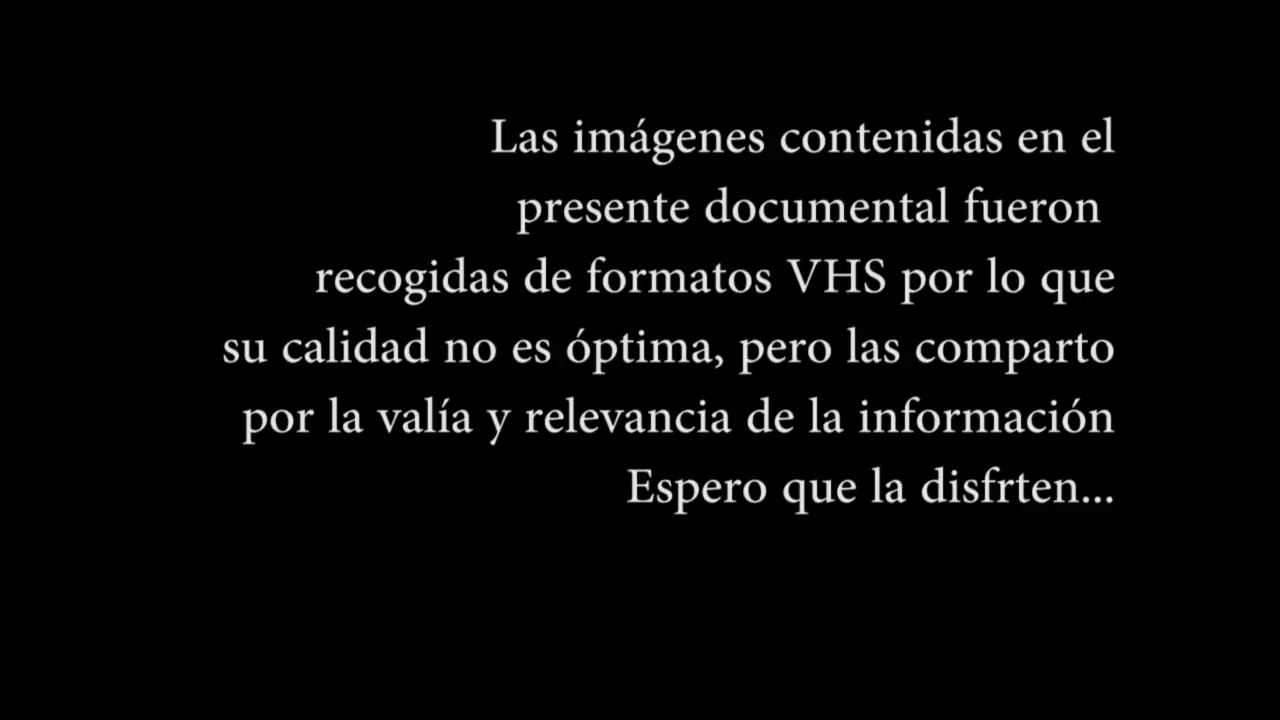 Las imágenes contenidas en el
presente documental fueron
recogidas de formatos VHS por lo que
su calidad no es óptima, pero las comparto
por la valía y relevancia de la información
Espero que la disfrten...